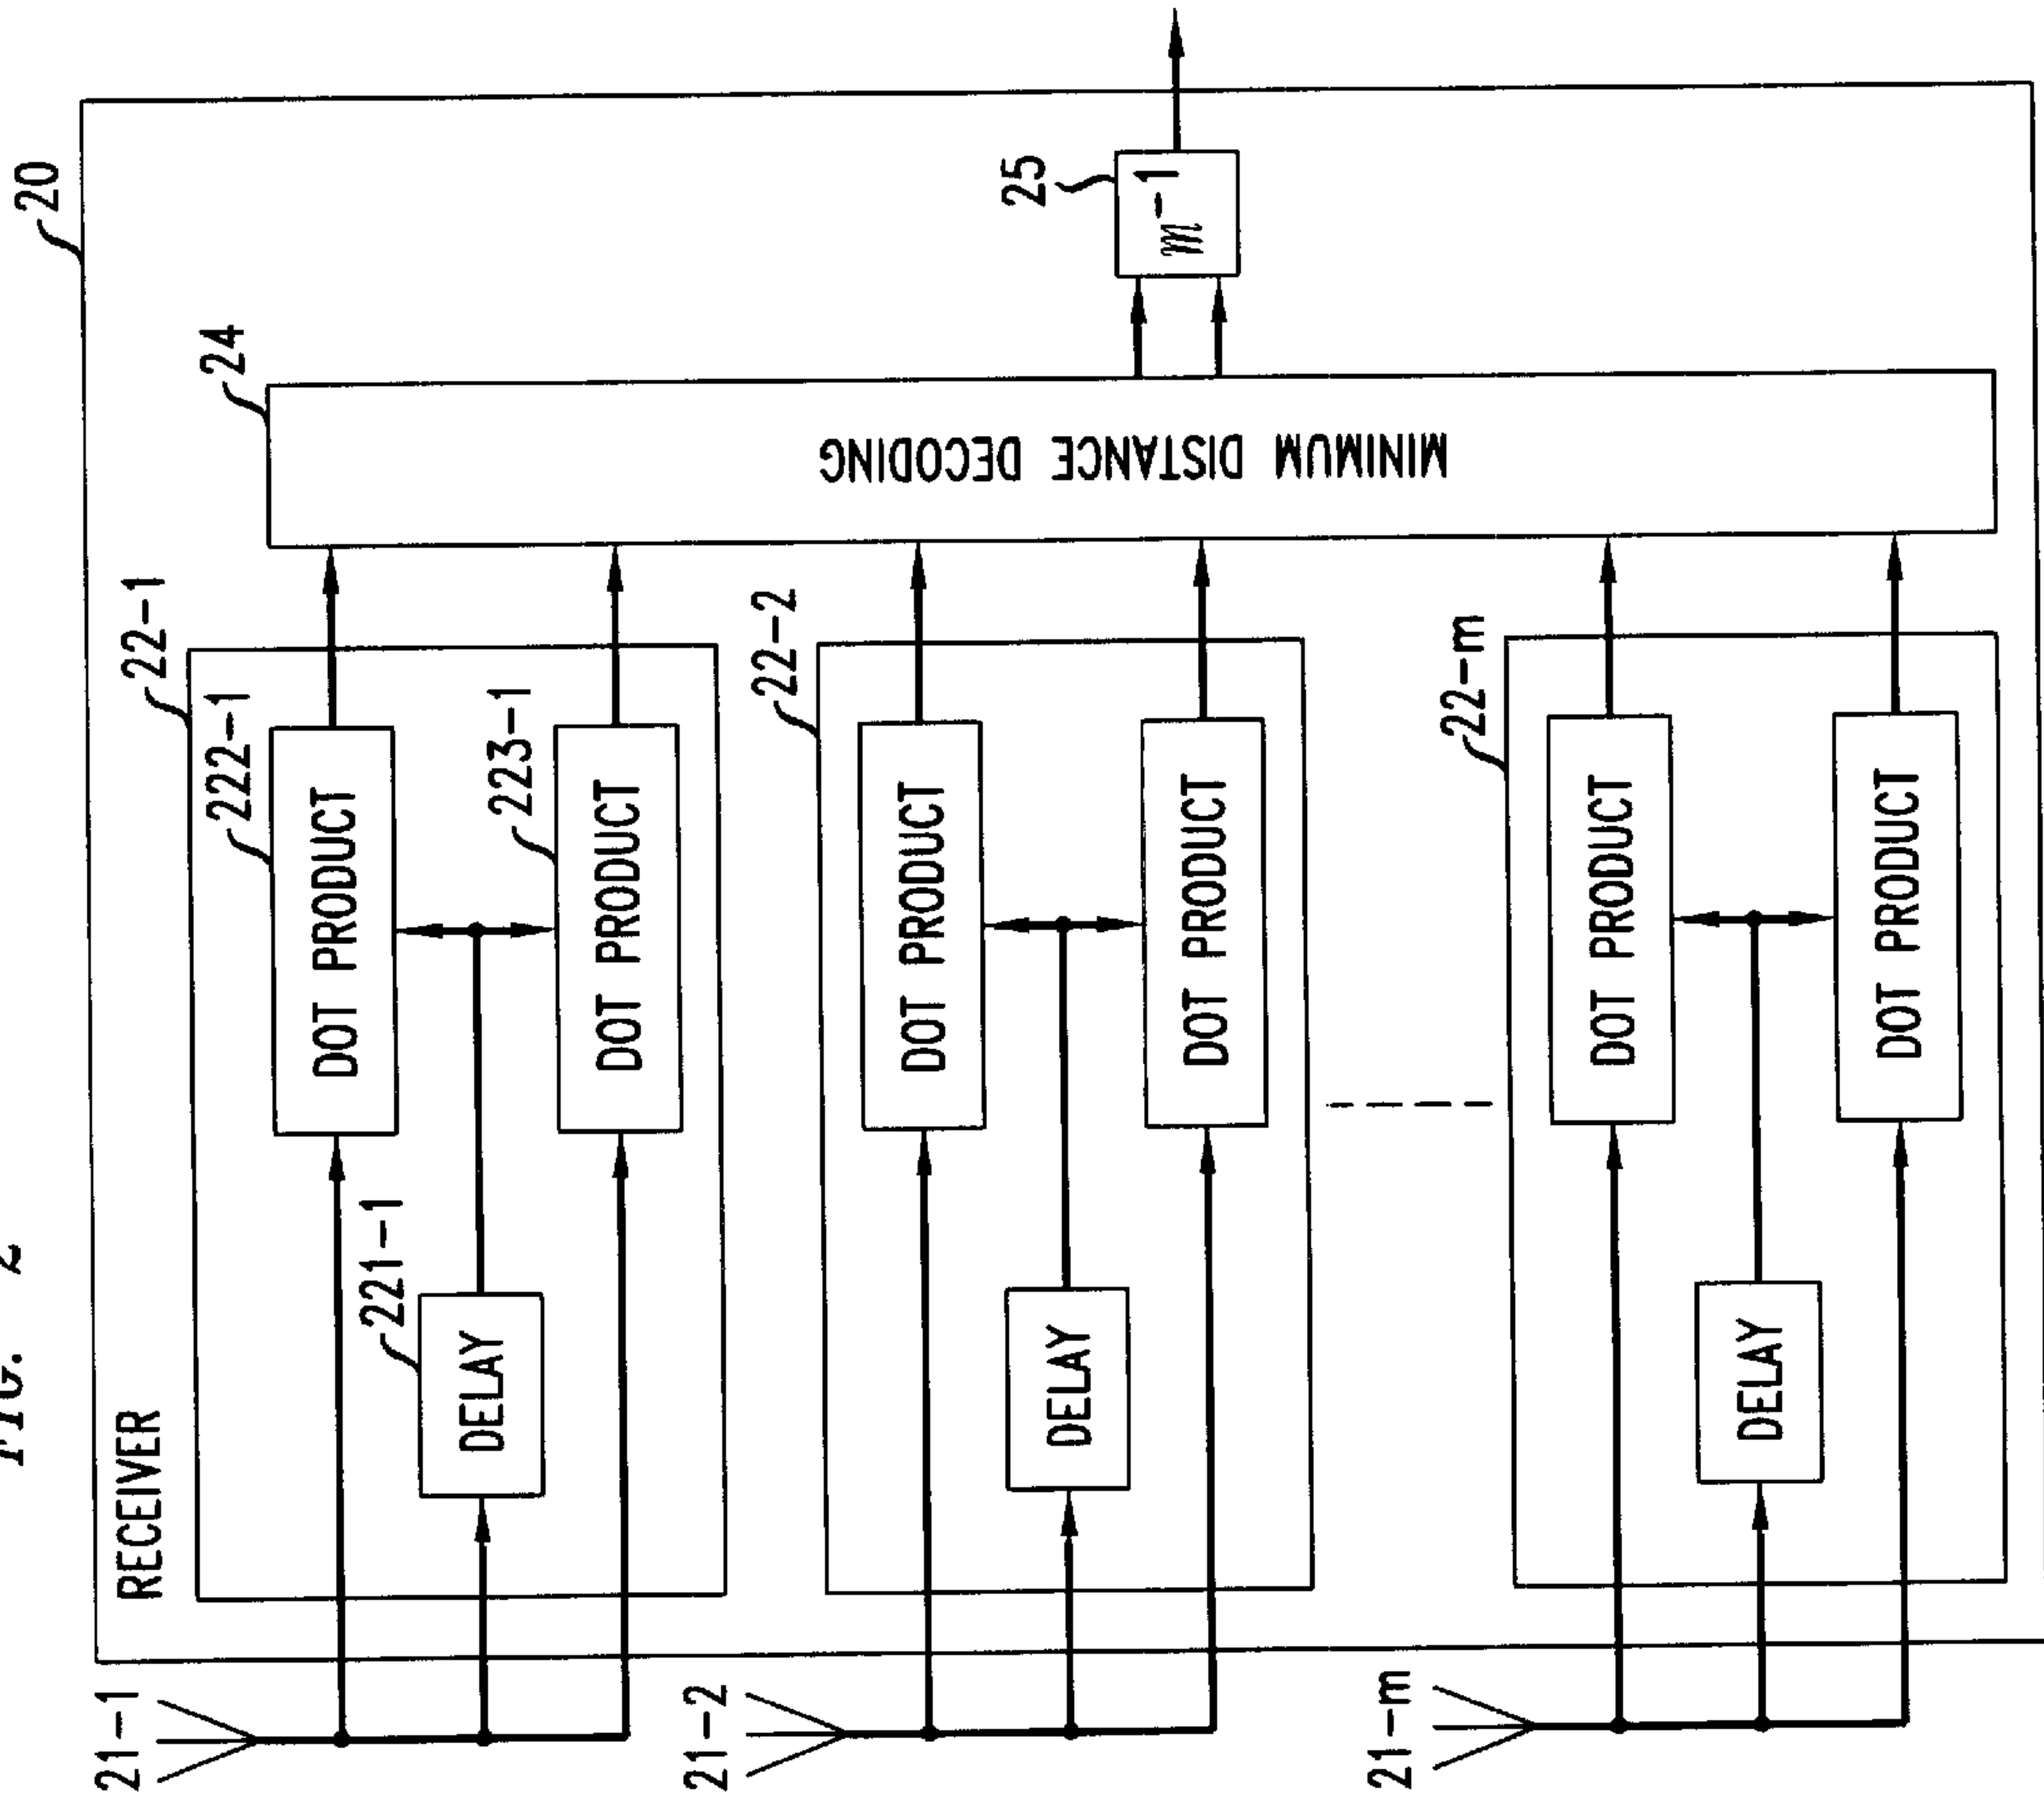 FIG. 2
20
RECEIVER
21-1
22-1
222-1
DOT PRODUCT
221-1
DELAY
223-1
DOT PRODUCT
21-2
22-2
DOT PRODUCT
DELAY
DOT PRODUCT
21-m
22-m
DOT PRODUCT
DELAY
DOT PRODUCT
24
MINIMUM DISTANCE DECODING
25
m⁻¹